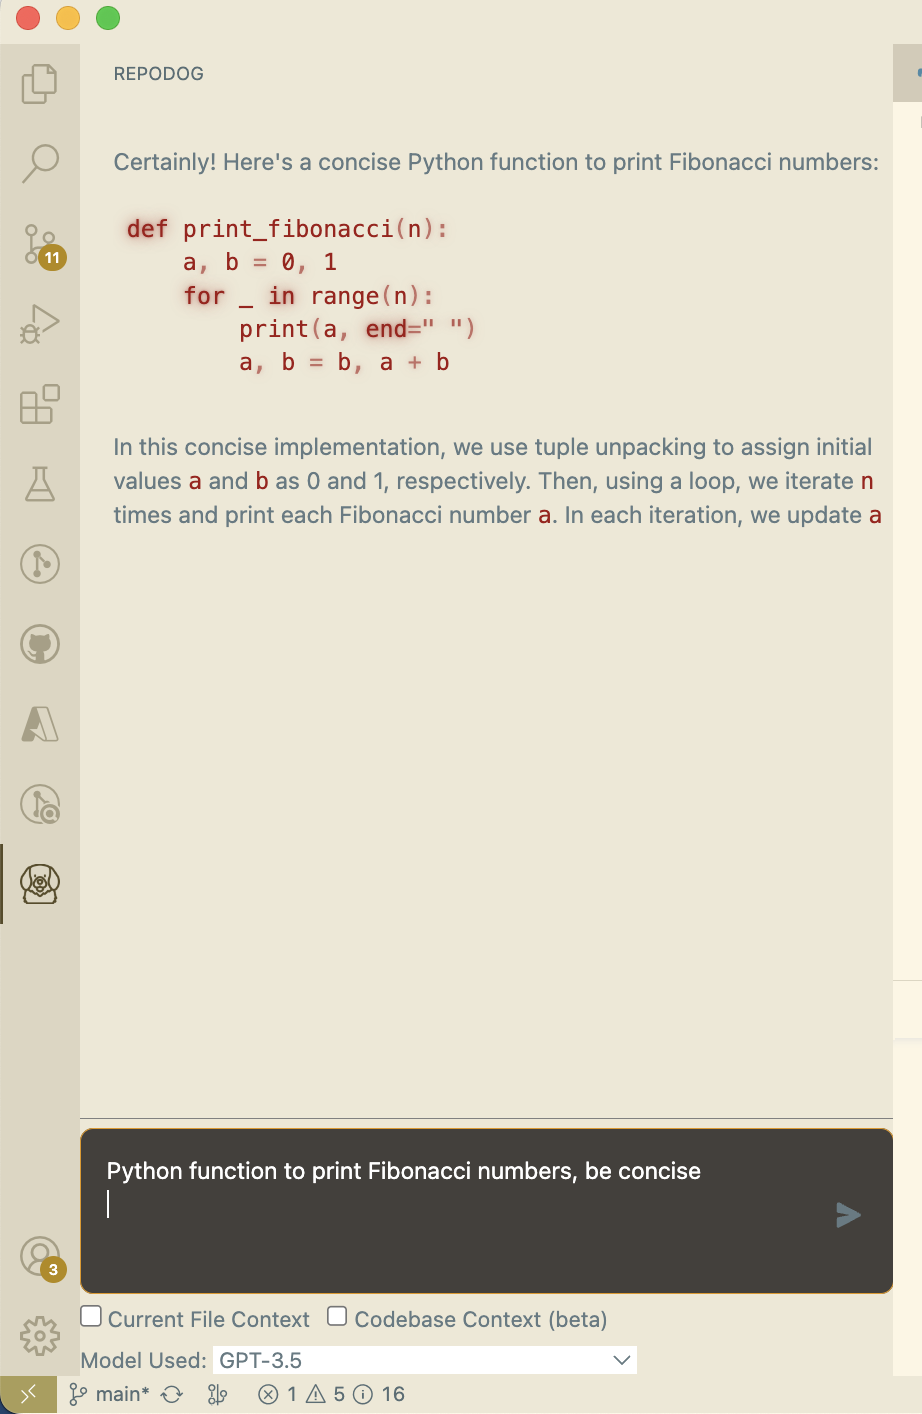 REPODOG
Certainly! Here's a concise Python function to print Fibonacci numbers:
def print_fibonacci(n):
    a, b = 0, 1
    for _ in range(n):
        print(a, end=" ")
        a, b = b, a + b
In this concise implementation, we use tuple unpacking to assign initial
values a and b as 0 and 1, respectively. Then, using a loop, we iterate n
times and print each Fibonacci number a. In each iteration, we update a
11
3
Python function to print Fibonacci numbers, be concise
Current File Context Codebase Context (beta)
Model Used: GPT-3.5
main* 1 5 16